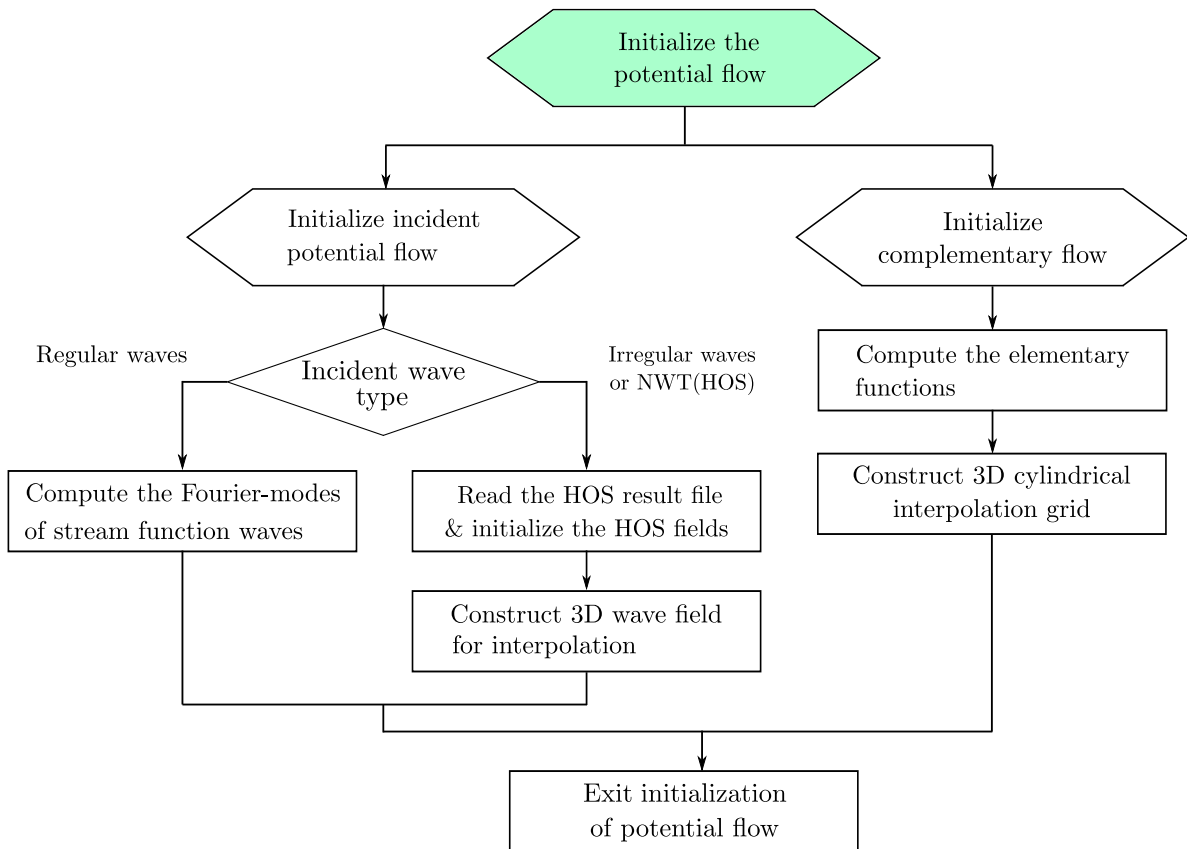 Initialize the
potential flow
Initialize incident
potential flow
Initialize
complementary flow
Regular waves
Incident wave
type
Irregular waves
or NWT(HOS)
Compute the elementary
functions
Compute the Fourier-modes
of stream function waves
Read the HOS result file
& initialize the HOS fields
Construct 3D cylindrical
interpolation grid
Construct 3D wave field
for interpolation
Exit initialization
of potential flow